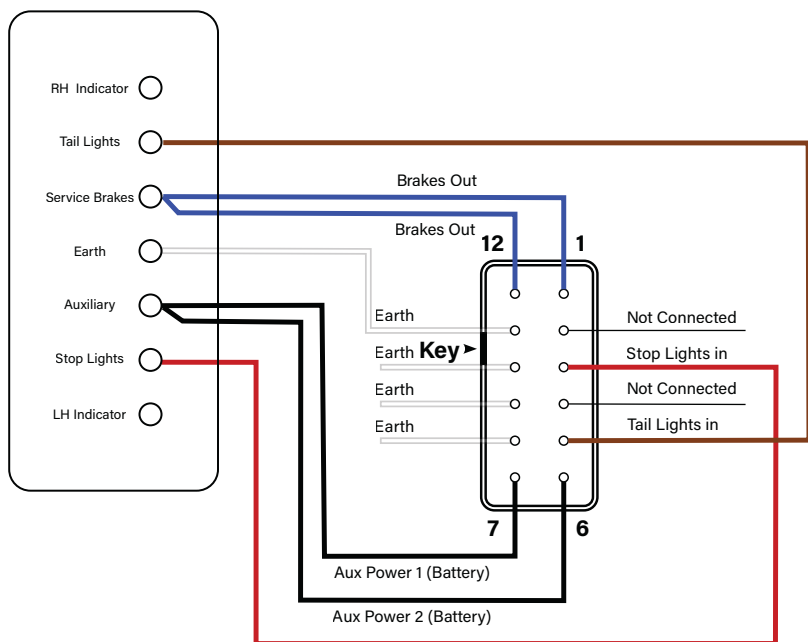 RH Indicator
Tail Lights
Service Brakes
Earth
Auxiliary
Stop Lights
LH Indicator
Brakes Out
Brakes Out
12
1
Earth
Not Connected
Earth
Key
Stop Lights in
Earth
Not Connected
Earth
Tail Lights in
7
6
Aux Power 1 (Battery)
Aux Power 2 (Battery)